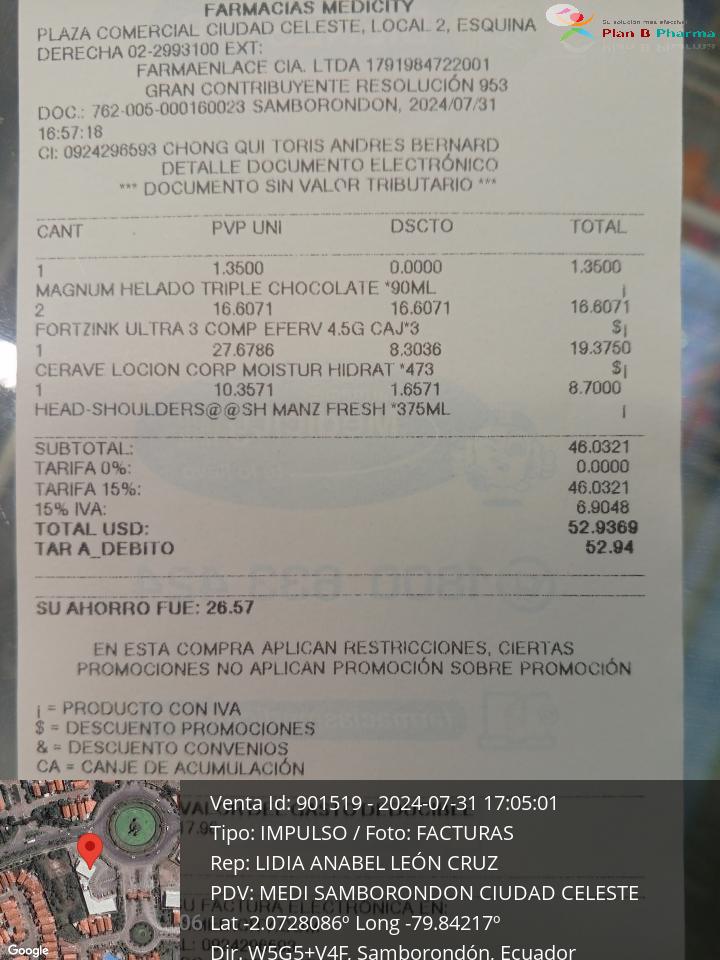 FARMACIAS MEDICITY
Su solución más efectiva
Plan B Pharma
PLAZA COMERCIAL CIUDAD CELESTE, LOCAL 2, ESQUINA
DERECHA 02-2993100 EXT:
FARMAENLACE CIA. LTDA 1791984722001
GRAN CONTRIBUYENTE RESOLUCIÓN 953
DOC.: 762-005-000160023 SAMBORONDON, 2024/07/31
16:57:18
CI: 0924296593 CHONG QUI TORIS ANDRES BERNARD
DETALLE DOCUMENTO ELECTRÓNICO
*** DOCUMENTO SIN VALOR TRIBUTARIO ***
CANT PVP UNI DSCTO TOTAL
1 1.3500 0.0000 1.3500
MAGNUM HELADO TRIPLE CHOCOLATE *90ML ¡
2 16.6071 16.6071 16.6071
FORTZINK ULTRA 3 COMP EFERV 4.5G CAJ*3 $¡
1 27.6786 8.3036 19.3750
CERAVE LOCION CORP MOISTUR HIDRAT *473 $¡
1 10.3571 1.6571 8.7000
HEAD-SHOULDERS@@SH MANZ FRESH *375ML ¡
SUBTOTAL: 46.0321
TARIFA 0%: 0.0000
TARIFA 15%: 46.0321
15% IVA: 6.9048
TOTAL USD: 52.9369
TAR A_DEBITO 52.94
SU AHORRO FUE: 26.57
EN ESTA COMPRA APLICAN RESTRICCIONES, CIERTAS
PROMOCIONES NO APLICAN PROMOCIÓN SOBRE PROMOCIÓN
¡ = PRODUCTO CON IVA
$ = DESCUENTO PROMOCIONES
& = DESCUENTO CONVENIOS
CA = CANJE DE ACUMULACIÓN
Venta Id: 901519 - 2024-07-31 17:05:01
Tipo: IMPULSO / Foto: FACTURAS
Rep: LIDIA ANABEL LEÓN CRUZ
PDV: MEDI SAMBORONDON CIUDAD CELESTE
Lat -2.0728086º Long -79.84217º
Dir. W5G5+V4F, Samborondón, Ecuador
Google